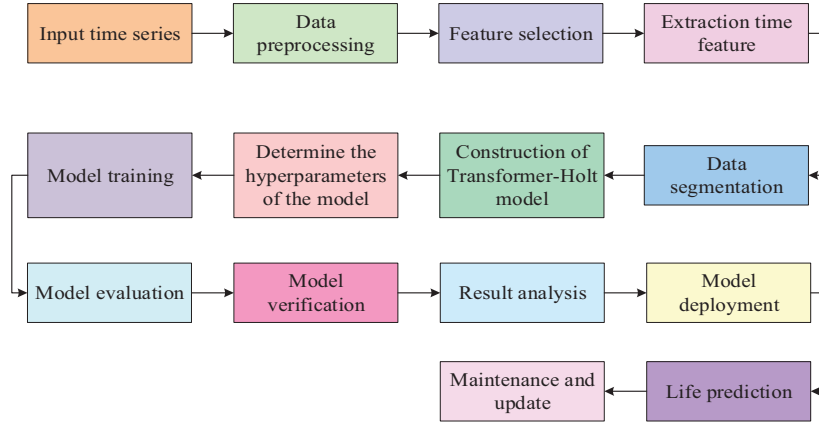 Input time series
Data
preprocessing
Feature selection
Extraction time
feature
Model training
Determine the
hyperparameters
of the model
Construction of
Transformer-Holt
model
Data
segmentation
Model evaluation
Model
verification
Result analysis
Model
deployment
Maintenance and
update
Life prediction